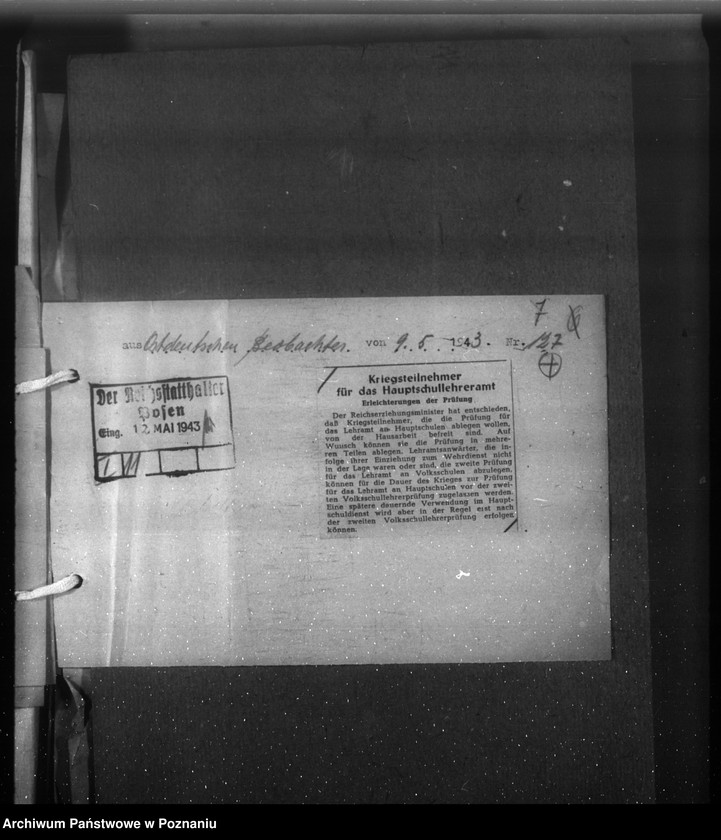 7
aus Ostdeutschen Beobachter. von 9. 5. 1943. Nr. 127
Der Reichsstatthalter
Posen
Eing. 12. MAI 1943
Kriegsteilnehmer
für das Hauptschullehreramt
Erleichterungen der Prüfung
Der Reichserziehungsminister hat entschieden,
daß Kriegsteilnehmer, die die Prüfung für
das Lehramt an Hauptschulen ablegen wollen,
von der Hausarbeit befreit sind. Auf
Wunsch können sie die Prüfung in mehre-
ren Teilen ablegen. Lehramtsanwärter, die in-
folge ihrer Einziehung zum Wehrdienst nicht
in der Lage waren oder sind, die zweite Prüfung
für das Lehramt an Volksschulen abzulegen,
können für die Dauer des Krieges zur Prüfung
für das Lehramt an Hauptschulen vor der zwei-
ten Volksschullehrerprüfung zugelassen werden.
Eine spätere dauernde Verwendung im Haupt-
schuldienst wird aber in der Regel erst nach
der zweiten Volksschullehrerprüfung erfolgen
können.
Archiwum Państwowe w Poznaniu